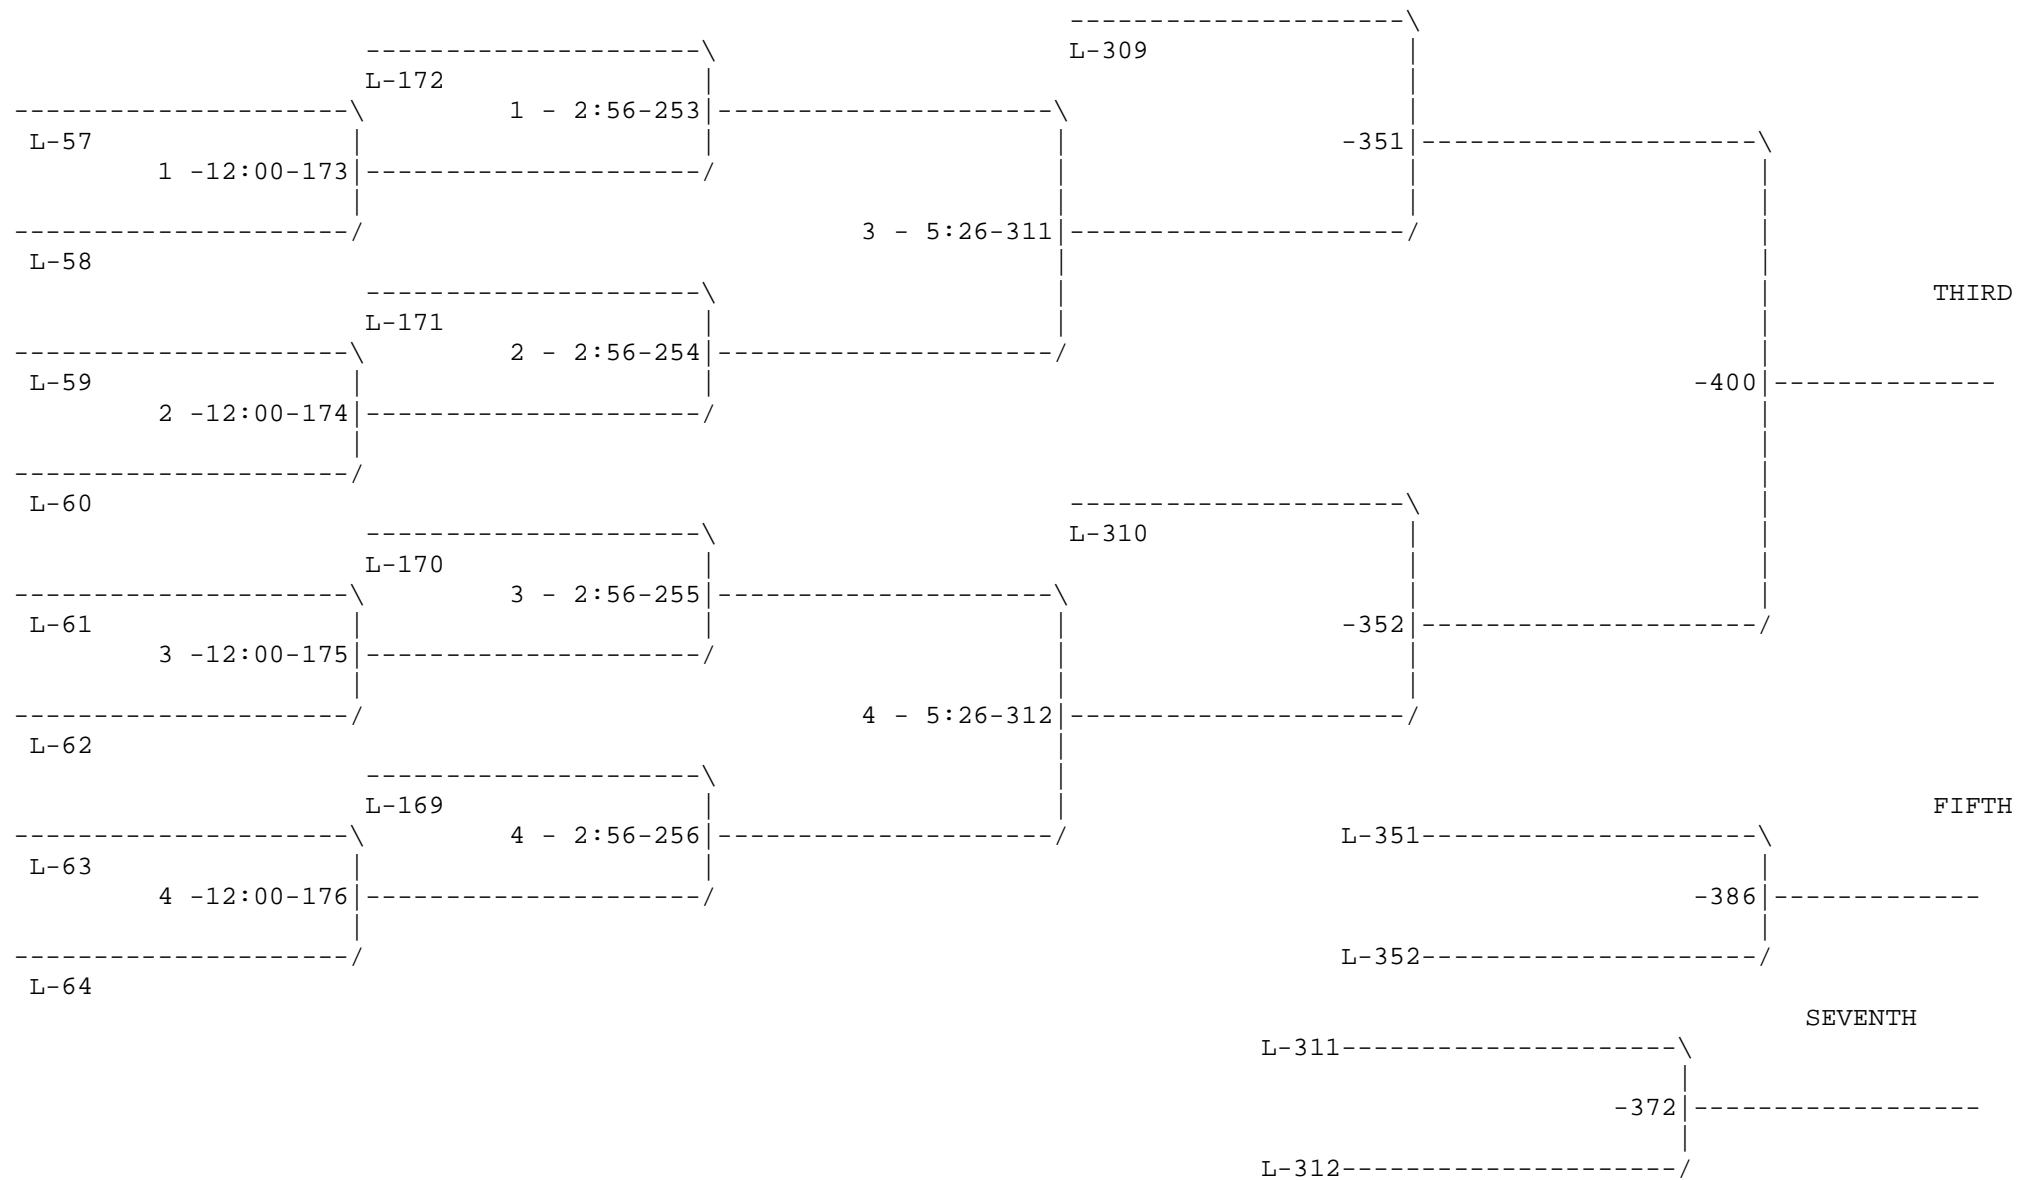 L-309
L-172
1 - 2:56-253
L-57
-351
1 -12:00-173
3 - 5:26-311
L-58
THIRD
L-171
2 - 2:56-254
L-59
-400
2 -12:00-174
L-60
L-310
L-170
3 - 2:56-255
L-61
-352
3 -12:00-175
4 - 5:26-312
L-62
L-169
FIFTH
4 - 2:56-256
L-351
L-63
4 -12:00-176
-386
L-352
L-64
SEVENTH
L-311
-372
L-312